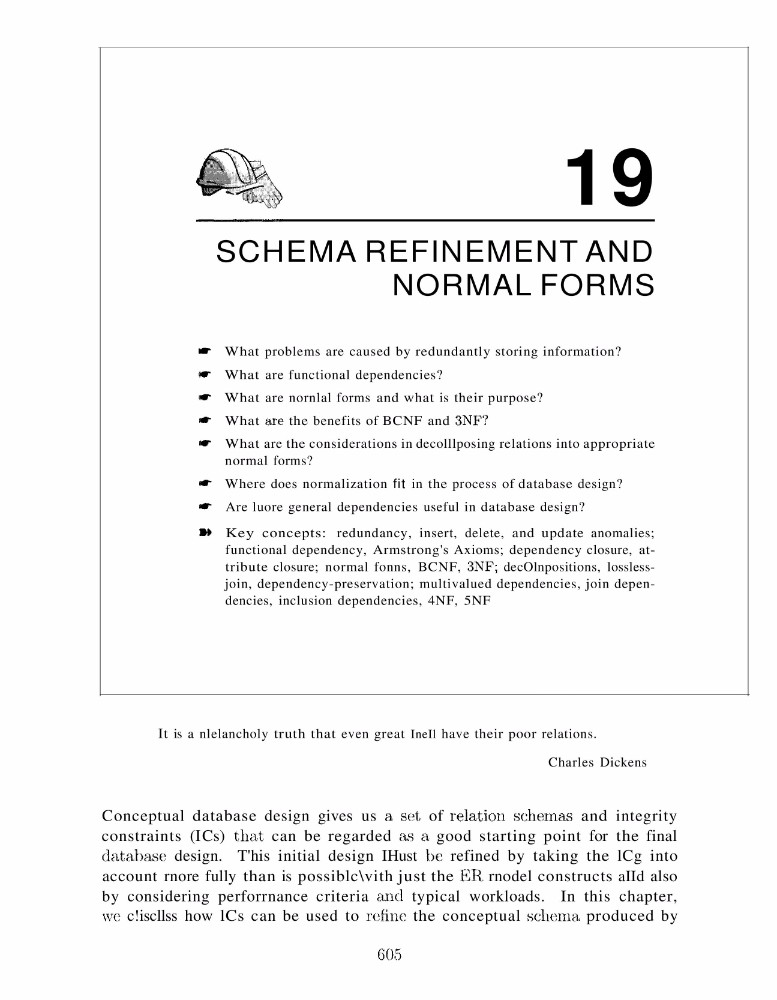 19
SCHEMA REFINEMENT AND
NORMAL FORMS
☛ What problems are caused by redundantly storing information?
☛ What are functional dependencies?
☛ What are nornlal forms and what is their purpose?
☛ What are the benefits of BCNF and 3NF?
☛ What are the considerations in decolllposing relations into appropriate
normal forms?
☛ Where does normalization fit in the process of database design?
☛ Are luore general dependencies useful in database design?
➽ Key concepts: redundancy, insert, delete, and update anomalies;
functional dependency, Armstrong's Axioms; dependency closure, at-
tribute closure; normal fonns, BCNF, 3NF; decOlnpositions, lossless-
join, dependency-preservation; multivalued dependencies, join depen-
dencies, inclusion dependencies, 4NF, 5NF
It is a nlelancholy truth that even great IneIl have their poor relations.
Charles Dickens
Conceptual database design gives us a set of relation schemas and integrity
constraints (ICs) that can be regarded as a good starting point for the final
database design. T'his initial design IHust be refined by taking the lCg into
account rnore fully than is possiblc\vith just the ER rnodel constructs aIId also
by considering perforrnance criteria and typical workloads. In this chapter,
we c!iscllss how lCs can be used to refine the conceptual schema produced by
605